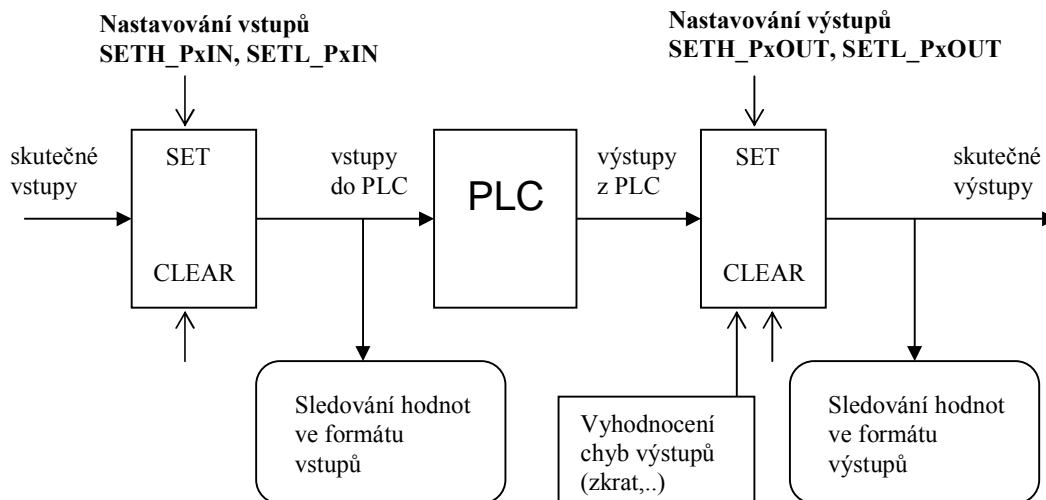 Nastavování vstupů
SETH_PxIN, SETL_PxIN
Nastavování výstupů
SETH_PxOUT, SETL_PxOUT
skutečné
vstupy
SET
CLEAR
vstupy
do PLC
PLC
výstupy
z PLC
SET
CLEAR
skutečné
výstupy
Sledování hodnot
ve formátu
vstupů
Vyhodnocení
chyb výstupů
(zkrat,..)
Sledování hodnot
ve formátu
výstupů